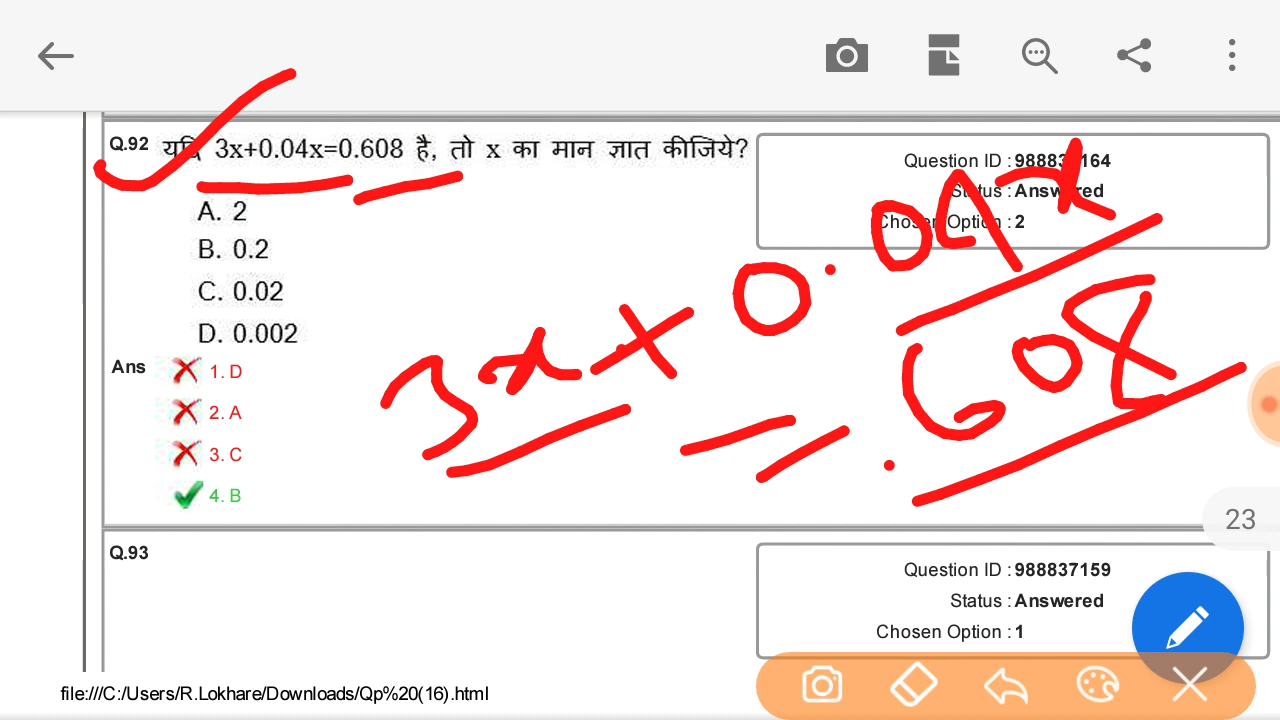 Q.92 यदि 3x+0.04x=0.608 है, तो x का मान ज्ञात कीजिये?
A. 2
B. 0.2
C. 0.02
D. 0.002
Ans
1. D
2. A
3. C
4. B
Question ID : 988837164
Status : Answered
Chosen Option : 2
3x + 0.04x
= .608
23
Q.93
Question ID : 988837159
Status : Answered
Chosen Option : 1
file:///C:/Users/R.Lokhare/Downloads/Qp%20(16).html